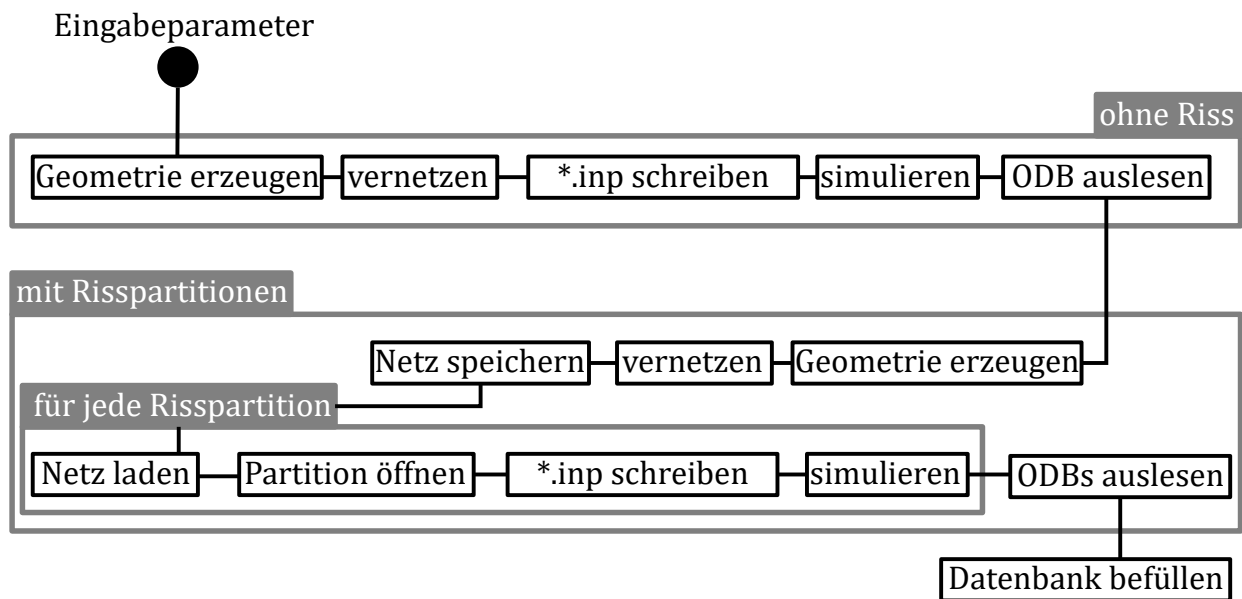 Eingabeparameter
ohne Riss
Geometrie erzeugen
vernetzen
*.inp schreiben
simulieren
ODB auslesen
mit Risspartitionen
Netz speichern
vernetzen
Geometrie erzeugen
für jede Risspartition
Netz laden
Partition öffnen
*.inp schreiben
simulieren
ODBs auslesen
Datenbank befüllen